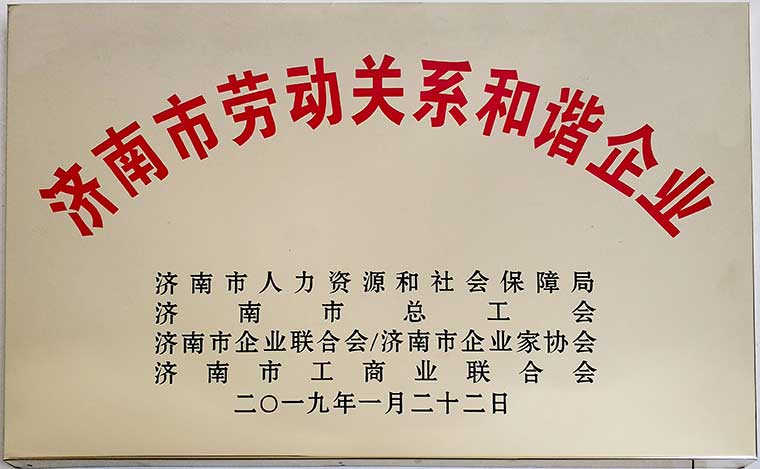 济南市劳动关系和谐企业
济南市人力资源和社会保障局
济南市总工会
济南市企业联合会/济南市企业家协会
济南市工商业联合会
二〇一九年一月二十二日